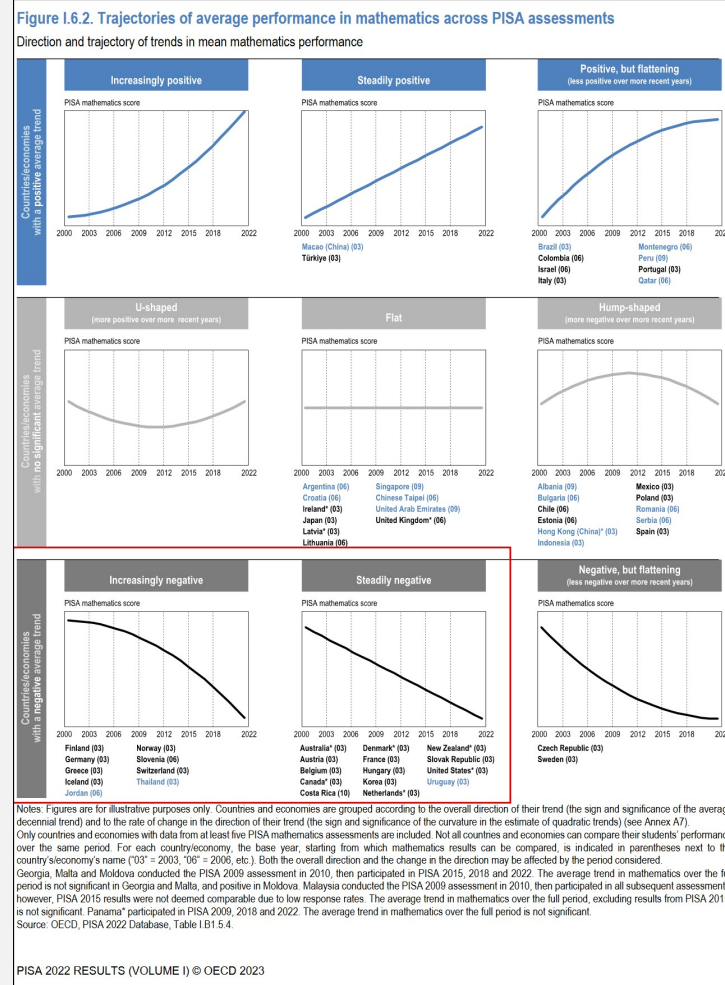 Figure I.6.2. Trajectories of average performance in mathematics across PISA assessments
Direction and trajectory of trends in mean mathematics performance
Countries/economies
with a positive average trend
Increasingly positive
PISA mathematics score
2000 2003 2006 2009 2012 2015 2018 2022
Steadily positive
PISA mathematics score
2000 2003 2006 2009 2012 2015 2018 2022
Macao (China) (03)
Türkiye (03)
Positive, but flattening
(less positive over more recent years)
PISA mathematics score
2000 2003 2006 2009 2012 2015 2018 202
Brazil (03) Montenegro (06)
Colombia (06) Peru (09)
Israel (06) Portugal (03)
Italy (03) Qatar (06)
Countries/economies
with no significant average trend
U-shaped
(more positive over more recent years)
PISA mathematics score
2000 2003 2006 2009 2012 2015 2018 2022
Flat
PISA mathematics score
2000 2003 2006 2009 2012 2015 2018 2022
Argentina (06) Singapore (09)
Croatia (06) Chinese Taipei (06)
Ireland* (03) United Arab Emirates (09)
Japan (03) United Kingdom* (06)
Latvia* (03)
Lithuania (06)
Hump-shaped
(more negative over more recent years)
PISA mathematics score
2000 2003 2006 2009 2012 2015 2018 202
Albania (09) Mexico (03)
Bulgaria (06) Poland (03)
Chile (06) Romania (06)
Estonia (06) Serbia (06)
Hong Kong (China)* (03) Spain (03)
Indonesia (03)
Countries/economies
with a negative average trend
Increasingly negative
PISA mathematics score
2000 2003 2006 2009 2012 2015 2018 2022
Finland (03) Norway (03)
Germany (03) Slovenia (06)
Greece (03) Switzerland (03)
Iceland (03) Thailand (03)
Jordan (06)
Steadily negative
PISA mathematics score
2000 2003 2006 2009 2012 2015 2018 2022
Australia* (03) Denmark* (03) New Zealand* (03)
Austria (03) France (03) Slovak Republic (03)
Belgium (03) Hungary (03) United States* (03)
Canada* (03) Korea (03) Uruguay (03)
Costa Rica (10) Netherlands* (03)
Negative, but flattening
(less negative over more recent years)
PISA mathematics score
2000 2003 2006 2009 2012 2015 2018 202
Czech Republic (03)
Sweden (03)
Notes: Figures are for illustrative purposes only. Countries and economies are grouped according to the overall direction of their trend (the sign and significance of the averag
decennial trend) and to the rate of change in the direction of their trend (the sign and significance of the curvature in the estimate of quadratic trends) (see Annex A7).
Only countries and economies with data from at least five PISA mathematics assessments are included. Not all countries and economies can compare their students' performanc
over the same period. For each country/economy, the base year, starting from which mathematics results can be compared, is indicated in parentheses next to th
country's/economy's name ("03" = 2003, "06" = 2006, etc.). Both the overall direction and the change in the direction may be affected by the period considered.
Georgia, Malta and Moldova conducted the PISA 2009 assessment in 2010, then participated in PISA 2015, 2018 and 2022. The average trend in mathematics over the fu
period is not significant in Georgia and Malta, and positive in Moldova. Malaysia conducted the PISA 2009 assessment in 2010, then participated in all subsequent assessment
however, PISA 2015 results were not deemed comparable due to low response rates. The average trend in mathematics over the full period, excluding results from PISA 201
is not significant. Panama* participated in PISA 2009, 2018 and 2022. The average trend in mathematics over the full period is not significant.
Source: OECD, PISA 2022 Database, Table I.B1.5.4.
PISA 2022 RESULTS (VOLUME I) © OECD 2023